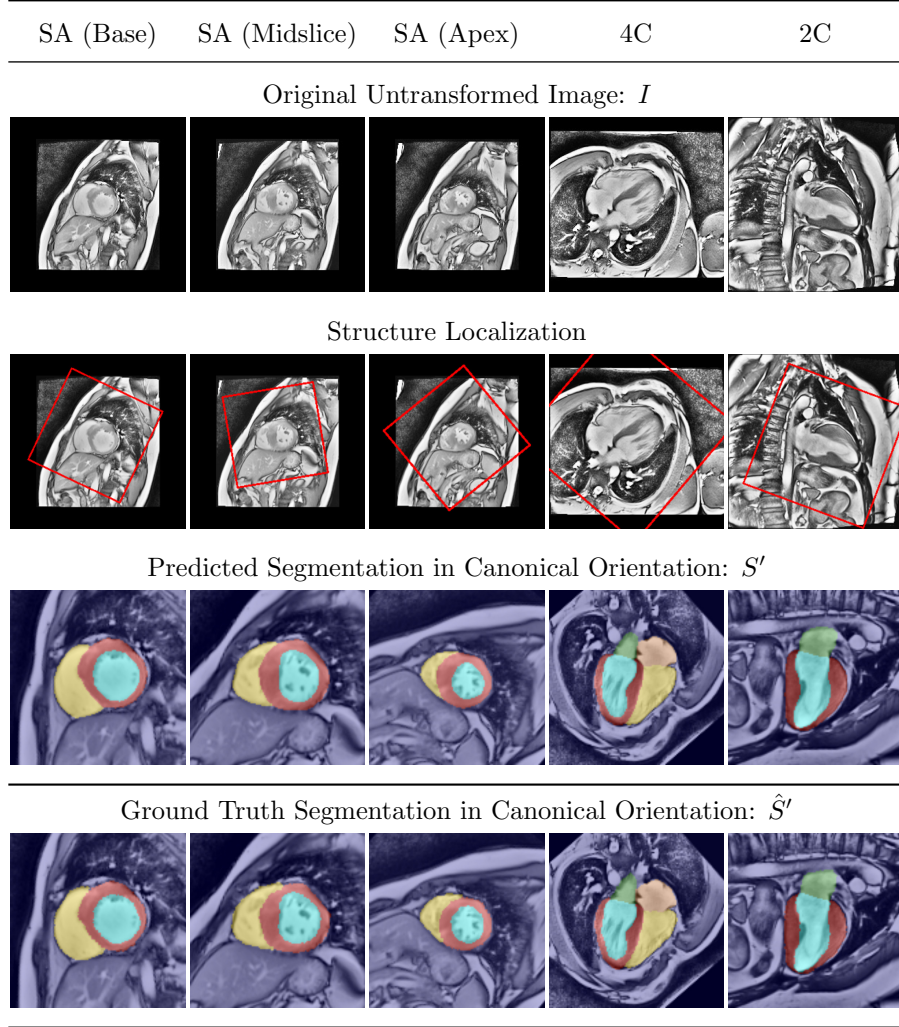 SA (Base) SA (Midslice) SA (Apex) 4C 2C
Original Untransformed Image: I
Structure Localization
Predicted Segmentation in Canonical Orientation: S′
Ground Truth Segmentation in Canonical Orientation: Ŝ′